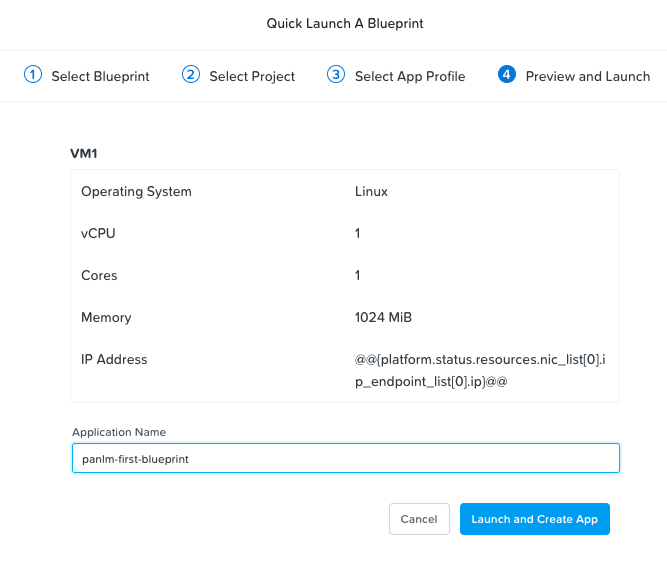 Quick Launch A Blueprint
1 Select Blueprint 2 Select Project 3 Select App Profile 4 Preview and Launch
VM1
Operating System Linux
vCPU 1
Cores 1
Memory 1024 MiB
IP Address @@{platform.status.resources.nic_list[0].i
p_endpoint_list[0].ip}@@
Application Name
panlm-first-blueprint
Cancel Launch and Create App